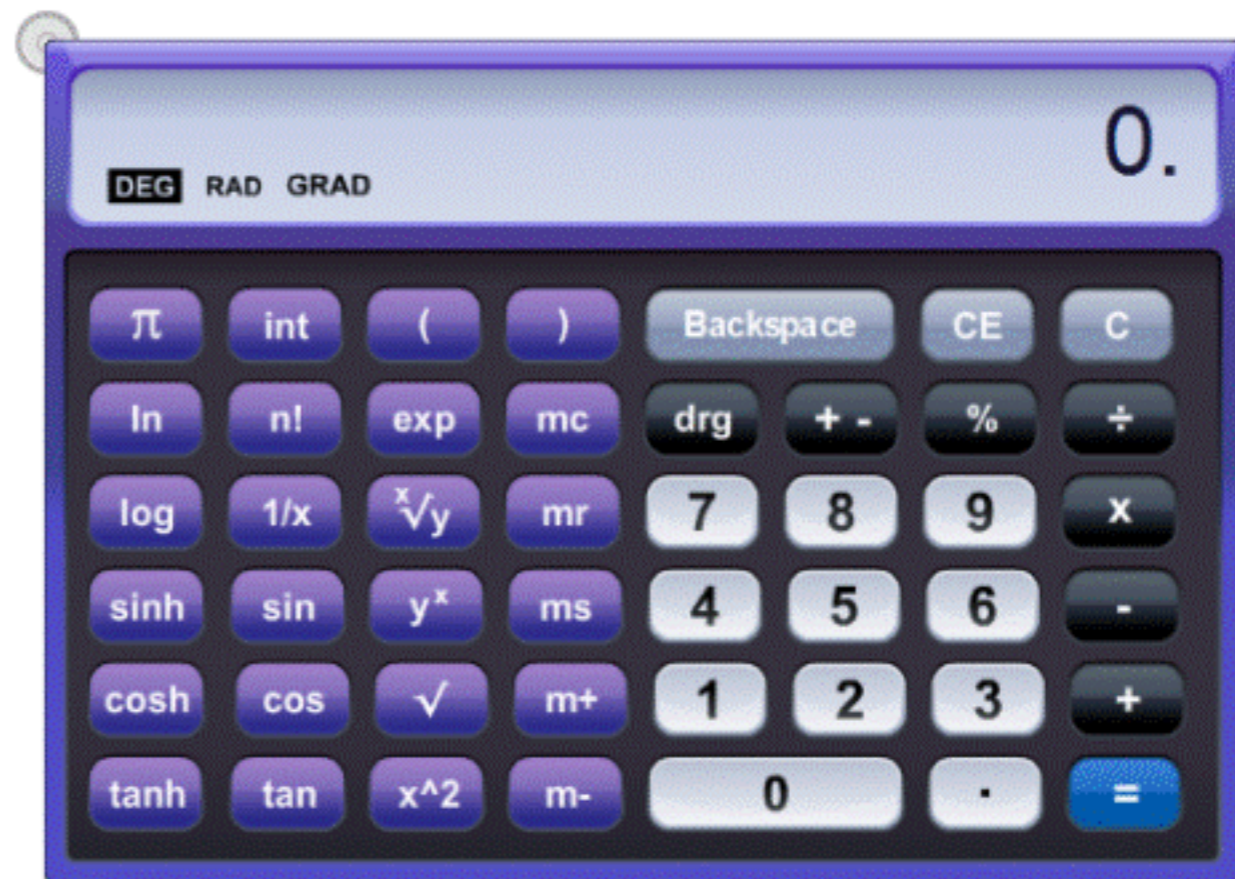 0.
DEG RAD GRAD
π int ( ) Backspace CE C
ln n! exp mc drg + - % ÷
log 1/x ˣ√y mr 7 8 9 x
sinh sin yˣ ms 4 5 6 -
cosh cos √ m+ 1 2 3 +
tanh tan x^2 m- 0 . =